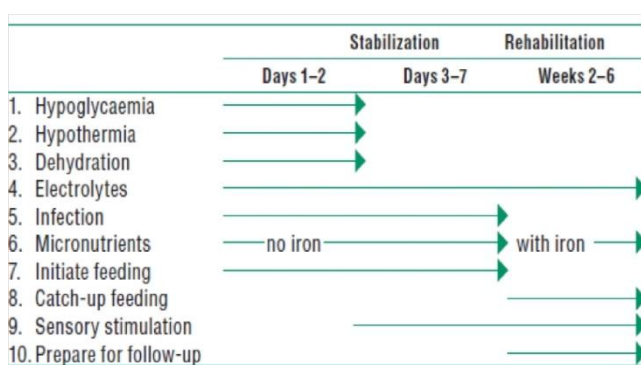 Stabilization Rehabilitation
Days 1–2 Days 3–7 Weeks 2–6
1. Hypoglycaemia
2. Hypothermia
3. Dehydration
4. Electrolytes
5. Infection
6. Micronutrients no iron with iron
7. Initiate feeding
8. Catch-up feeding
9. Sensory stimulation
10. Prepare for follow-up